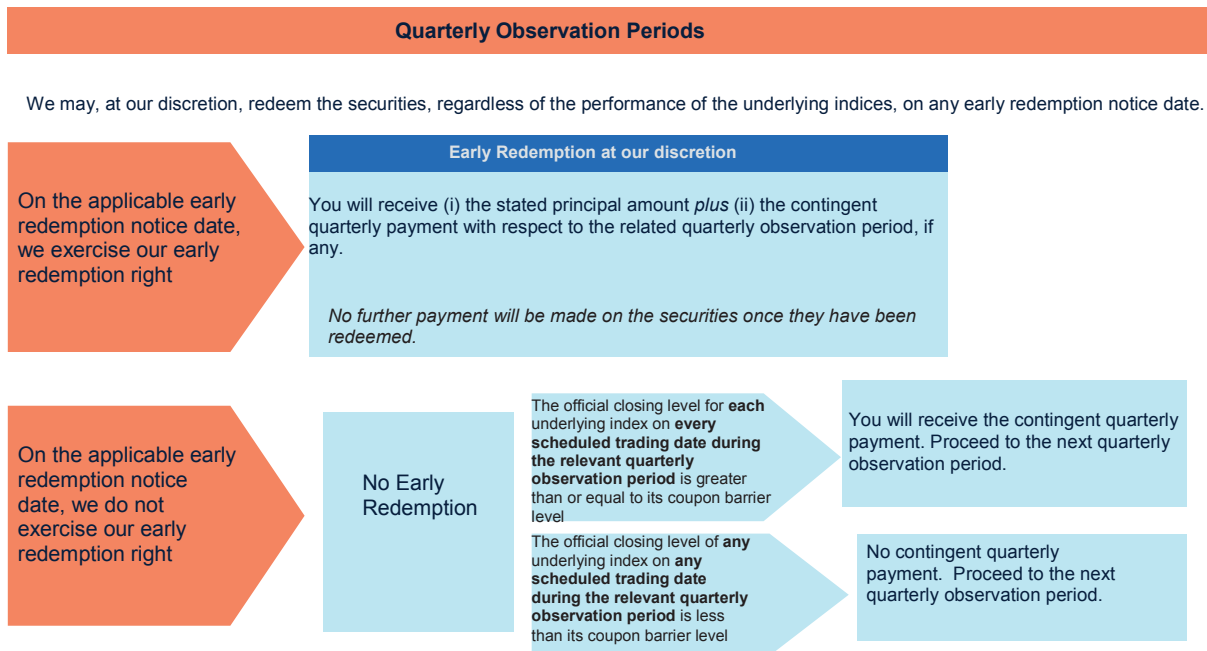 Quarterly Observation Periods
We may, at our discretion, redeem the securities, regardless of the performance of the underlying indices, on any early redemption notice date.
On the applicable early
redemption notice date,
we exercise our early
redemption right
Early Redemption at our discretion
You will receive (i) the stated principal amount plus (ii) the contingent
quarterly payment with respect to the related quarterly observation period, if
any.
No further payment will be made on the securities once they have been
redeemed.
On the applicable early
redemption notice
date, we do not
exercise our early
redemption right
No Early
Redemption
The official closing level for each
underlying index on every
scheduled trading date during
the relevant quarterly
observation period is greater
than or equal to its coupon barrier
level
You will receive the contingent quarterly
payment. Proceed to the next quarterly
observation period.
The official closing level of any
underlying index on any
scheduled trading date
during the relevant quarterly
observation period is less
than its coupon barrier level
No contingent quarterly
payment.  Proceed to the next
quarterly observation period.